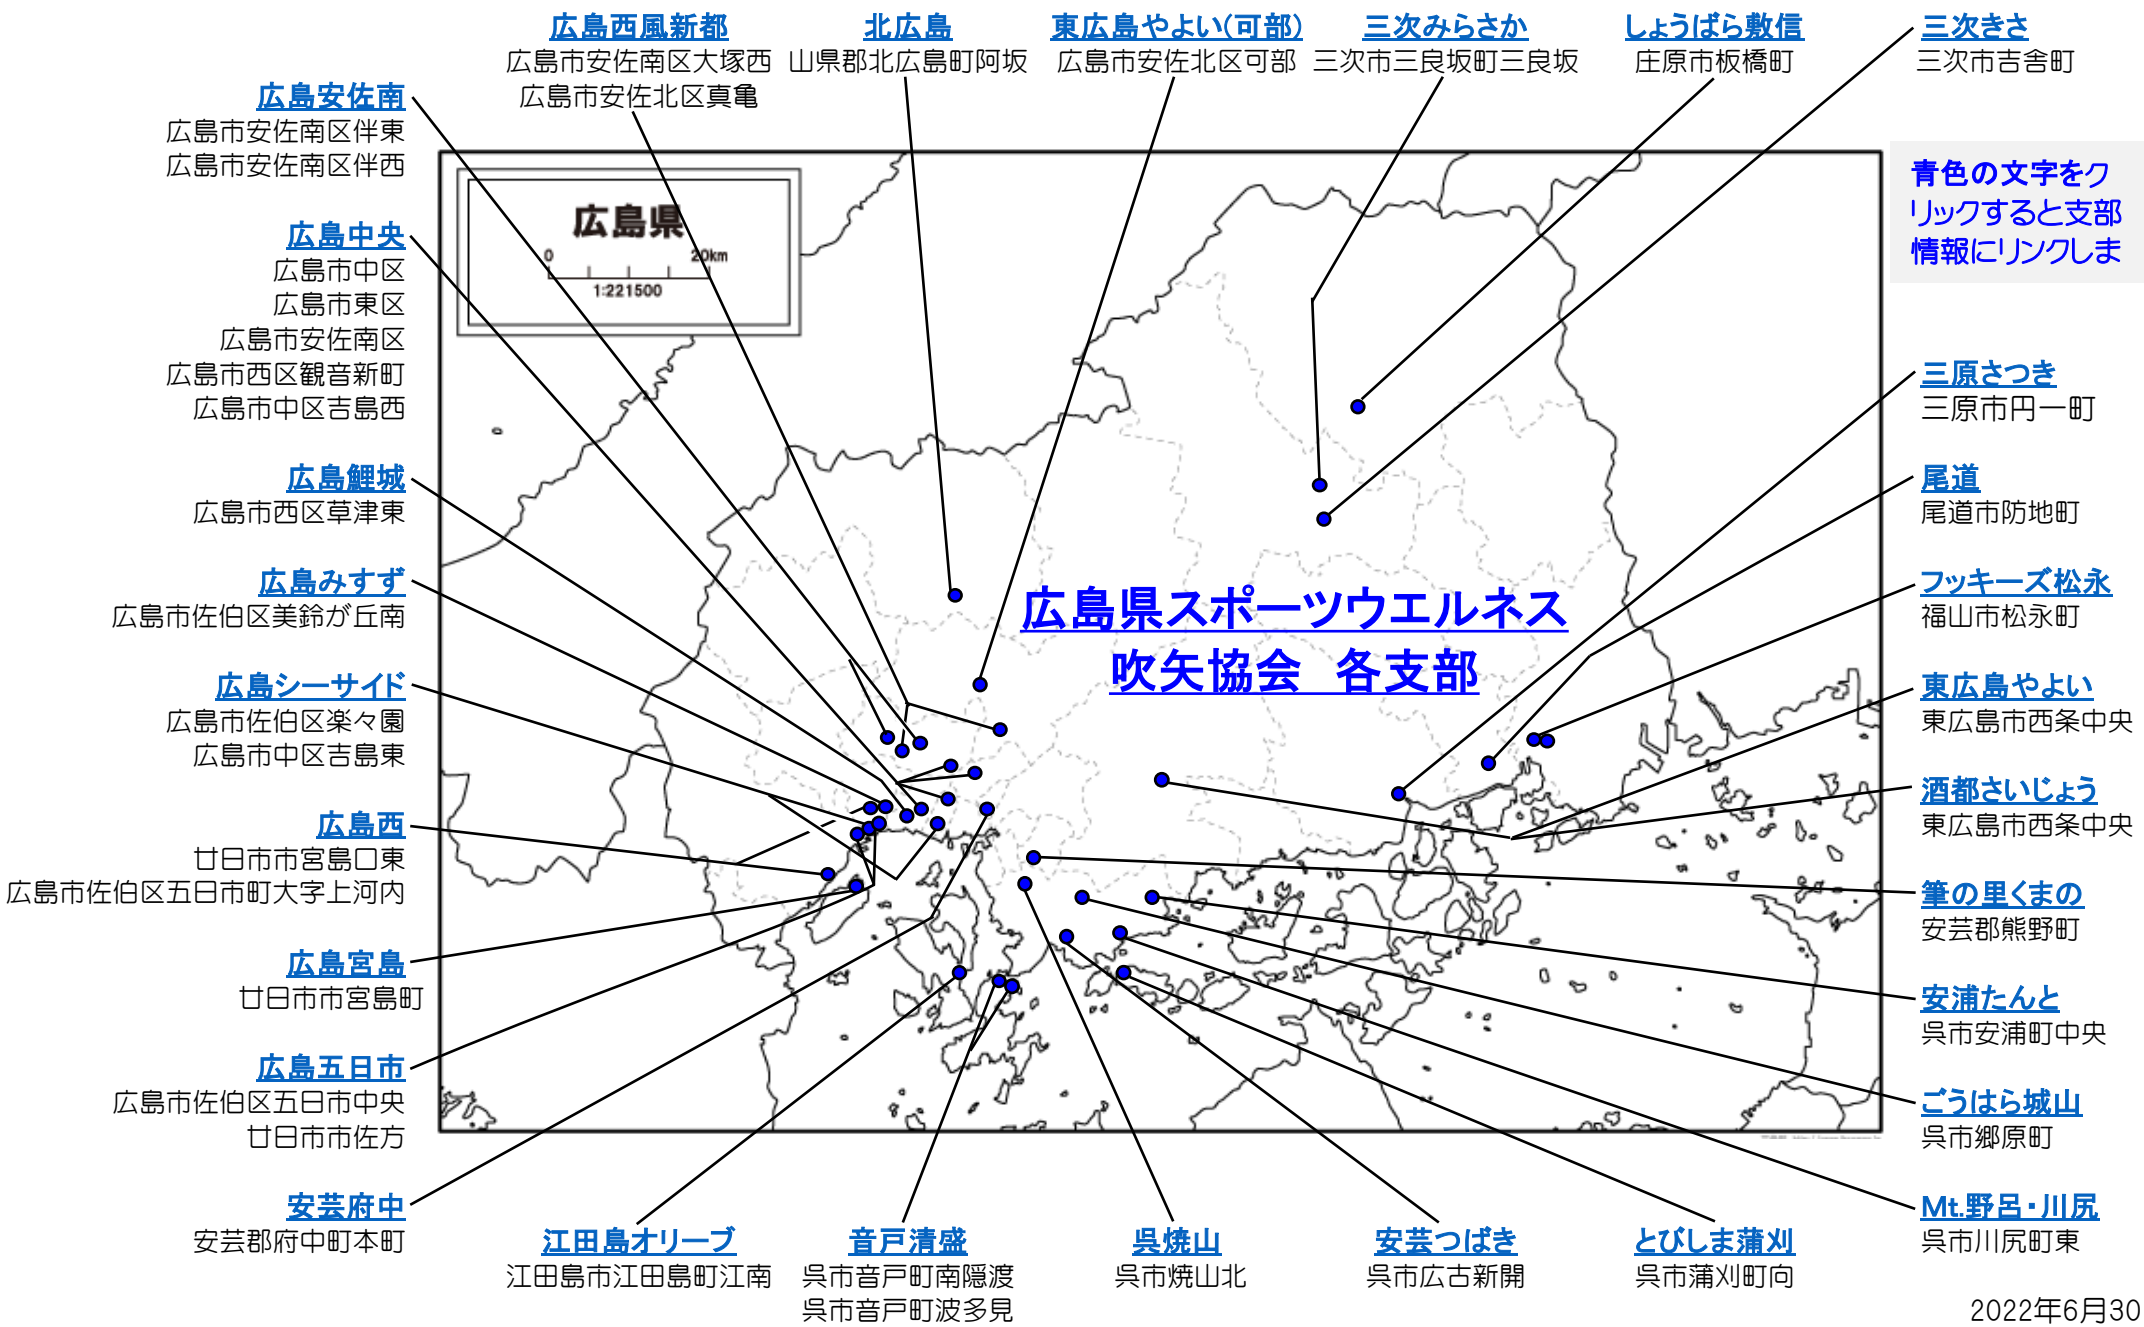 広島西風新都
広島市安佐南区大塚西
広島市安佐北区真亀
北広島
山県郡北広島町阿坂
東広島やよい(可部)
広島市安佐北区可部
三次みらさか
三次市三良坂町三良坂
しょうばら敷信
庄原市板橋町
三次きさ
三次市吉舎町
広島安佐南
広島市安佐南区伴東
広島市安佐南区伴西
広島中央
広島市中区
広島市東区
広島市安佐南区
広島市西区観音新町
広島市中区吉島西
広島鯉城
広島市西区草津東
広島みすず
広島市佐伯区美鈴が丘南
広島シーサイド
広島市佐伯区楽々園
広島市中区吉島東
広島西
廿日市市宮島口東
広島市佐伯区五日市町大字上河内
広島宮島
廿日市市宮島町
広島五日市
広島市佐伯区五日市中央
廿日市市佐方
安芸府中
安芸郡府中町本町
広島県
0 20km
1:221500
広島県スポーツウエルネス
吹矢協会 各支部
青色の文字をク
リックすると支部
情報にリンクしま
三原さつき
三原市円一町
尾道
尾道市防地町
フッキーズ松永
福山市松永町
東広島やよい
東広島市西条中央
酒都さいじょう
東広島市西条中央
筆の里くまの
安芸郡熊野町
安浦たんと
呉市安浦町中央
ごうはら城山
呉市郷原町
Mt.野呂・川尻
呉市川尻町東
江田島オリーブ
江田島市江田島町江南
音戸清盛
呉市音戸町南隠渡
呉市音戸町波多見
呉焼山
呉市焼山北
安芸つばき
呉市広古新開
とびしま蒲刈
呉市蒲刈町向
2022年6月30